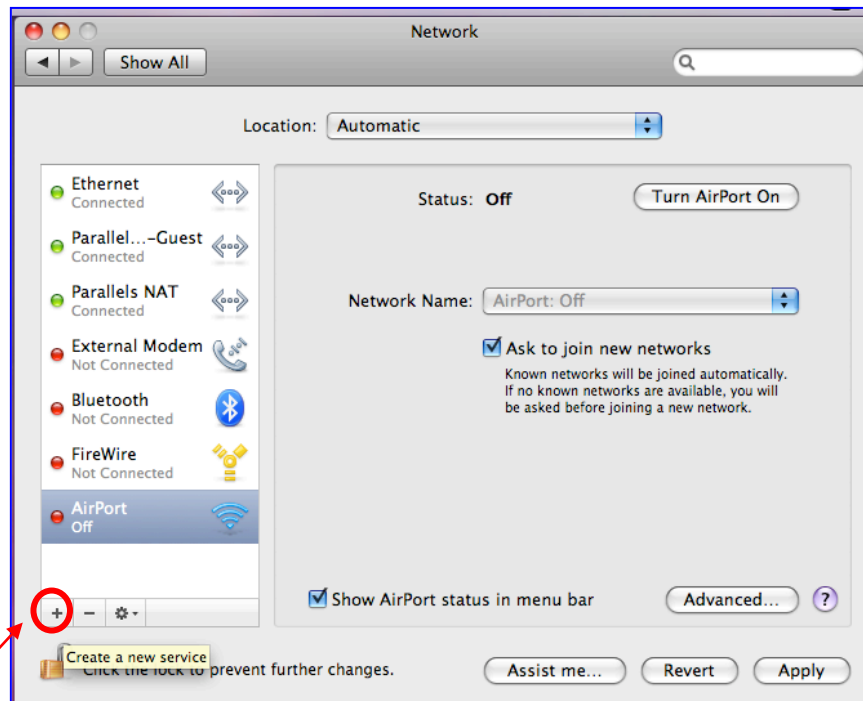 Network
Show All
Location: Automatic
Ethernet
Connected
Parallel...-Guest
Connected
Parallels NAT
Connected
External Modem
Not Connected
Bluetooth
Not Connected
FireWire
Not Connected
AirPort
Off
Status: Off
Turn AirPort On
Network Name: AirPort: Off
Ask to join new networks
Known networks will be joined automatically.
If no known networks are available, you will
be asked before joining a new network.
Show AirPort status in menu bar
Advanced...
?
+ −
Create a new service
Click the lock to prevent further changes.
Assist me...
Revert
Apply